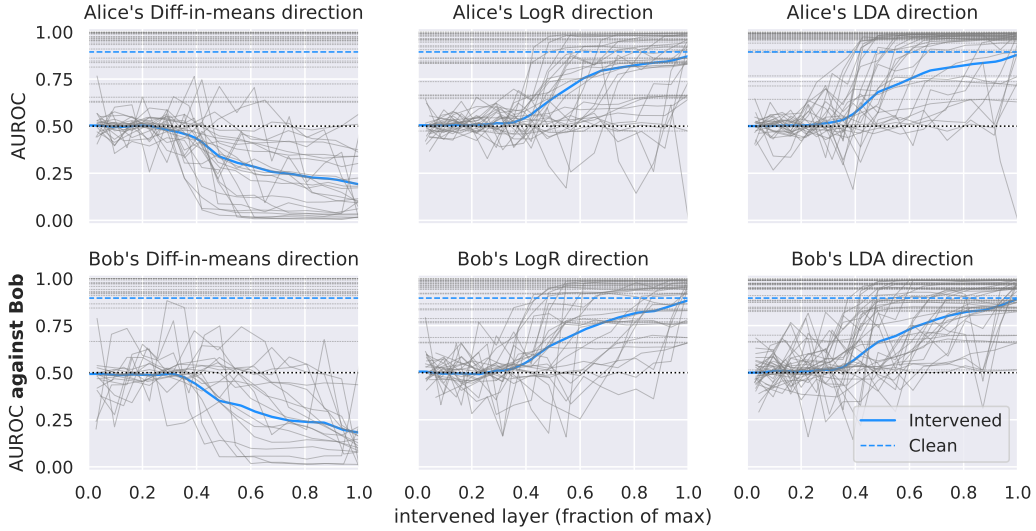 Alice's Diff-in-means direction
Alice's LogR direction
Alice's LDA direction
AUROC
1.00
0.75
0.50
0.25
0.00
Bob's Diff-in-means direction
Bob's LogR direction
Bob's LDA direction
AUROC against Bob
1.00
0.75
0.50
0.25
0.00
Intervened
Clean
0.0 0.2 0.4 0.6 0.8 1.0
0.0 0.2 0.4 0.6 0.8 1.0
0.0 0.2 0.4 0.6 0.8 1.0
intervened layer (fraction of max)